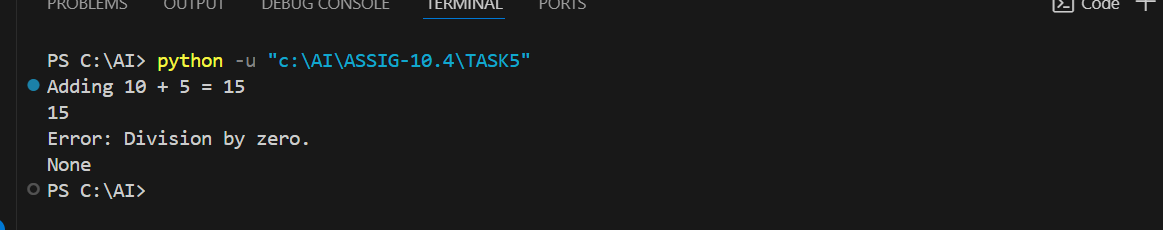 PROBLEMS OUTPUT DEBUG CONSOLE TERMINAL PORTS Code
PS C:\AI> python -u "c:\AI\ASSIG-10.4\TASK5"
Adding 10 + 5 = 15
15
Error: Division by zero.
None
PS C:\AI>